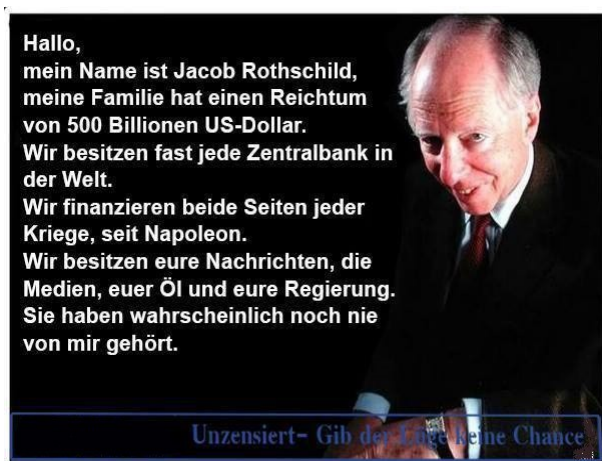 Hallo,
mein Name ist Jacob Rothschild,
meine Familie hat einen Reichtum
von 500 Billionen US-Dollar.
Wir besitzen fast jede Zentralbank in
der Welt.
Wir finanzieren beide Seiten jeder
Kriege, seit Napoleon.
Wir besitzen eure Nachrichten, die
Medien, euer Öl und eure Regierung.
Sie haben wahrscheinlich noch nie
von mir gehört.
Unzensiert- Gib der Lüge keine Chance